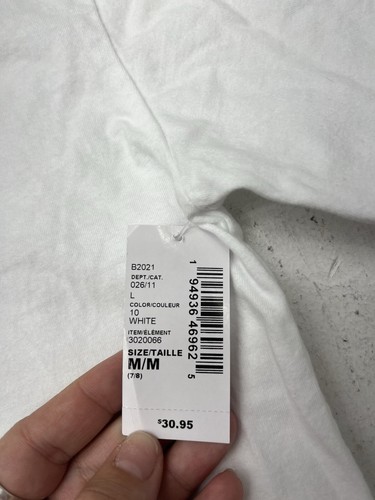 B2021
DEPT./CAT.
026/11
L
COLOR/COULEUR
10
WHITE
ITEM/ÉLÉMENT
3020066
SIZE/TAILLE
M/M
(7/8)
$30.95
1 94936 46962 5